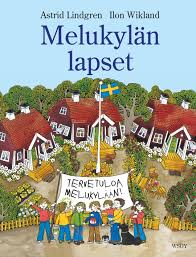 Astrid Lindgren Ilon Wikland
Melukylän
lapset
TERVETULOA
MELUKYLÄÄN!
WSOY